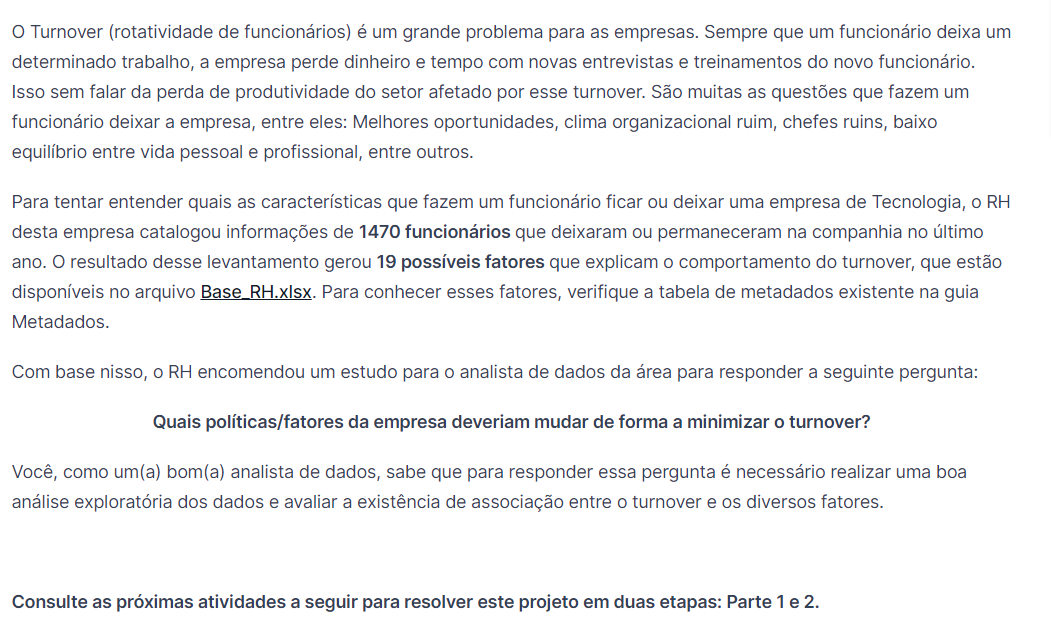 O Turnover (rotatividade de funcionários) é um grande problema para as empresas. Sempre que um funcionário deixa um
determinado trabalho, a empresa perde dinheiro e tempo com novas entrevistas e treinamentos do novo funcionário.
Isso sem falar da perda de produtividade do setor afetado por esse turnover. São muitas as questões que fazem um
funcionário deixar a empresa, entre eles: Melhores oportunidades, clima organizacional ruim, chefes ruins, baixo
equilíbrio entre vida pessoal e profissional, entre outros.
Para tentar entender quais as características que fazem um funcionário ficar ou deixar uma empresa de Tecnologia, o RH
desta empresa catalogou informações de 1470 funcionários que deixaram ou permaneceram na companhia no último
ano. O resultado desse levantamento gerou 19 possíveis fatores que explicam o comportamento do turnover, que estão
disponíveis no arquivo Base_RH.xlsx. Para conhecer esses fatores, verifique a tabela de metadados existente na guia
Metadados.
Com base nisso, o RH encomendou um estudo para o analista de dados da área para responder a seguinte pergunta:
Quais políticas/fatores da empresa deveriam mudar de forma a minimizar o turnover?
Você, como um(a) bom(a) analista de dados, sabe que para responder essa pergunta é necessário realizar uma boa
análise exploratória dos dados e avaliar a existência de associação entre o turnover e os diversos fatores.
Consulte as próximas atividades a seguir para resolver este projeto em duas etapas: Parte 1 e 2.